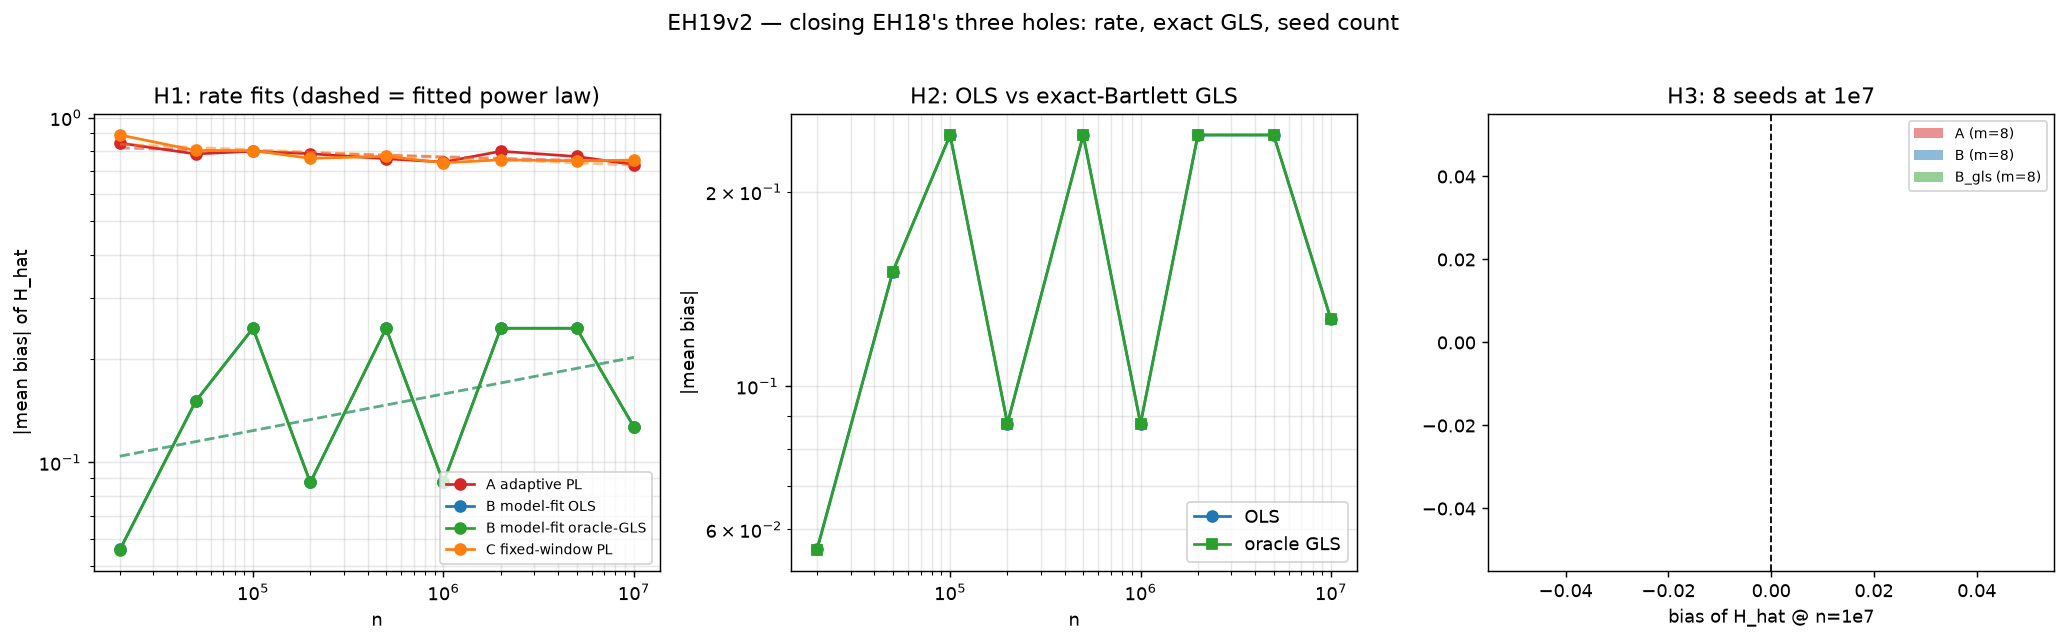 EH19v2 — closing EH18's three holes: rate, exact GLS, seed count
H1: rate fits (dashed = fitted power law)
|mean bias| of H_hat
10⁰
10⁻¹
10⁵
10⁶
10⁷
n
A adaptive PL
B model-fit OLS
B model-fit oracle-GLS
C fixed-window PL
H2: OLS vs exact-Bartlett GLS
|mean bias|
2 × 10⁻¹
10⁻¹
6 × 10⁻²
10⁵
10⁶
10⁷
n
OLS
oracle GLS
H3: 8 seeds at 1e7
0.04
0.02
0.00
−0.02
−0.04
−0.04
−0.02
0.00
0.02
0.04
bias of H_hat @ n=1e7
A (m=8)
B (m=8)
B_gls (m=8)